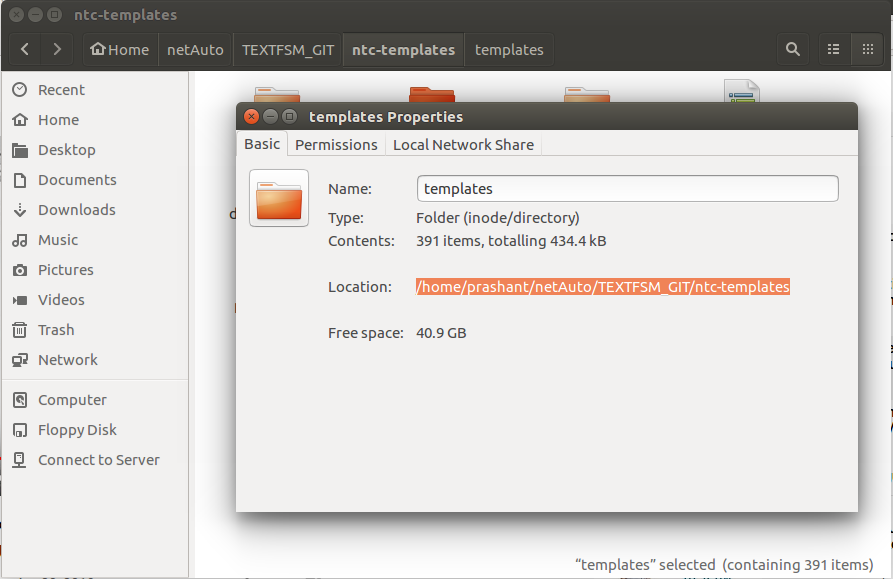 ntc-templates
Home netAuto TEXTFSM_GIT ntc-templates templates
Recent
Home
Desktop
Documents
Downloads
Music
Pictures
Videos
Trash
Network
Computer
Floppy Disk
Connect to Server
templates Properties
Basic Permissions Local Network Share
Name: templates
Type: Folder (inode/directory)
Contents: 391 items, totalling 434.4 kB
Location: /home/prashant/netAuto/TEXTFSM_GIT/ntc-templates
Free space: 40.9 GB
“templates” selected (containing 391 items)